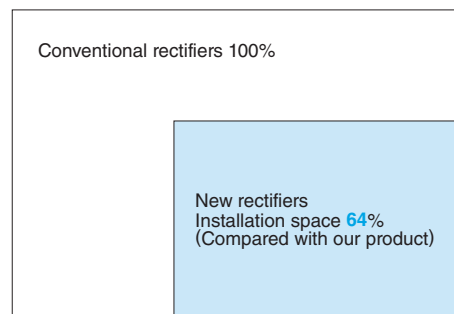 Conventional rectifiers 100%
New rectifiers
Installation space 64%
(Compared with our product)